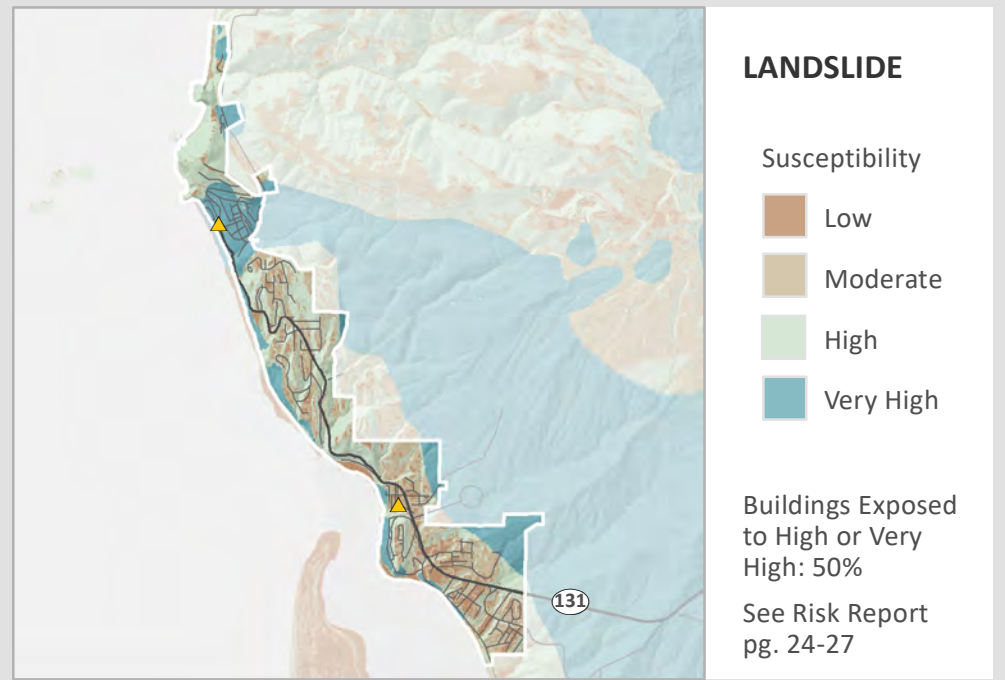 LANDSLIDE
Susceptibility
Low
Moderate
High
Very High
Buildings Exposed
to High or Very
High: 50%
See Risk Report
pg. 24-27
131